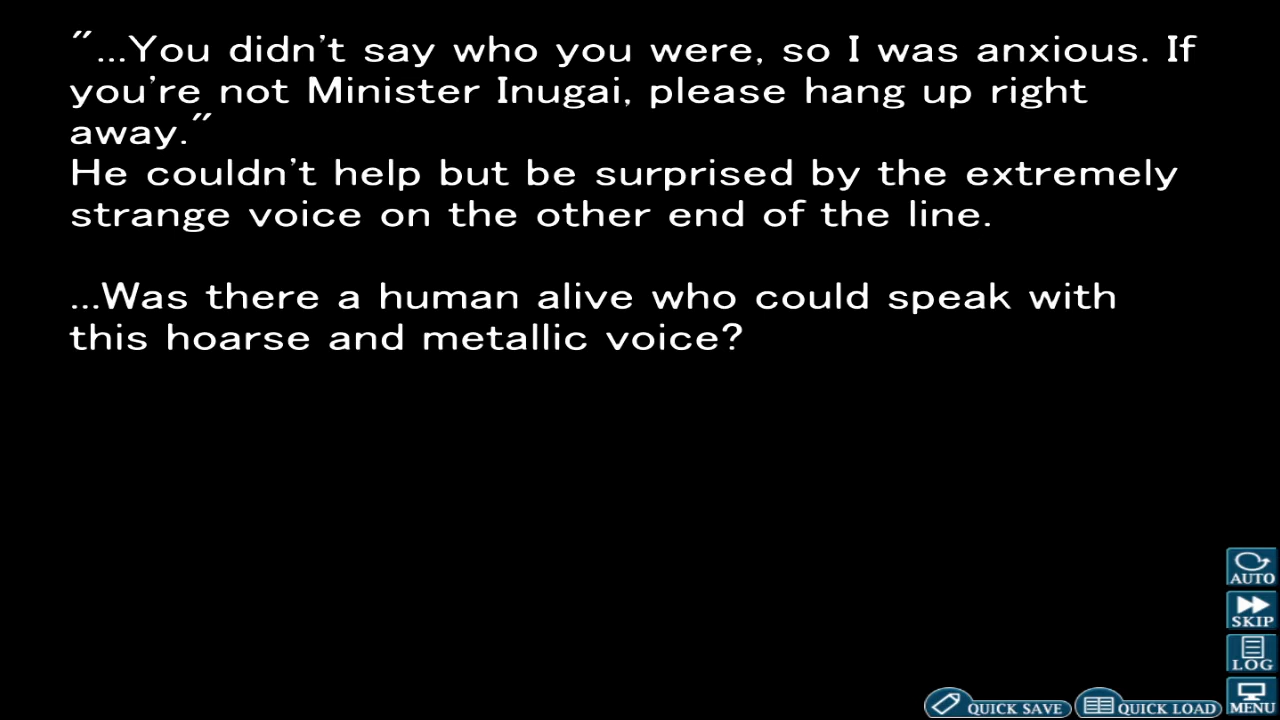 "...You didn't say who you were, so I was anxious. If
you're not Minister Inugai, please hang up right
away."
He couldn't help but be surprised by the extremely
strange voice on the other end of the line.
...Was there a human alive who could speak with
this hoarse and metallic voice?
AUTO
SKIP
LOG
MENU
QUICK SAVE
QUICK LOAD